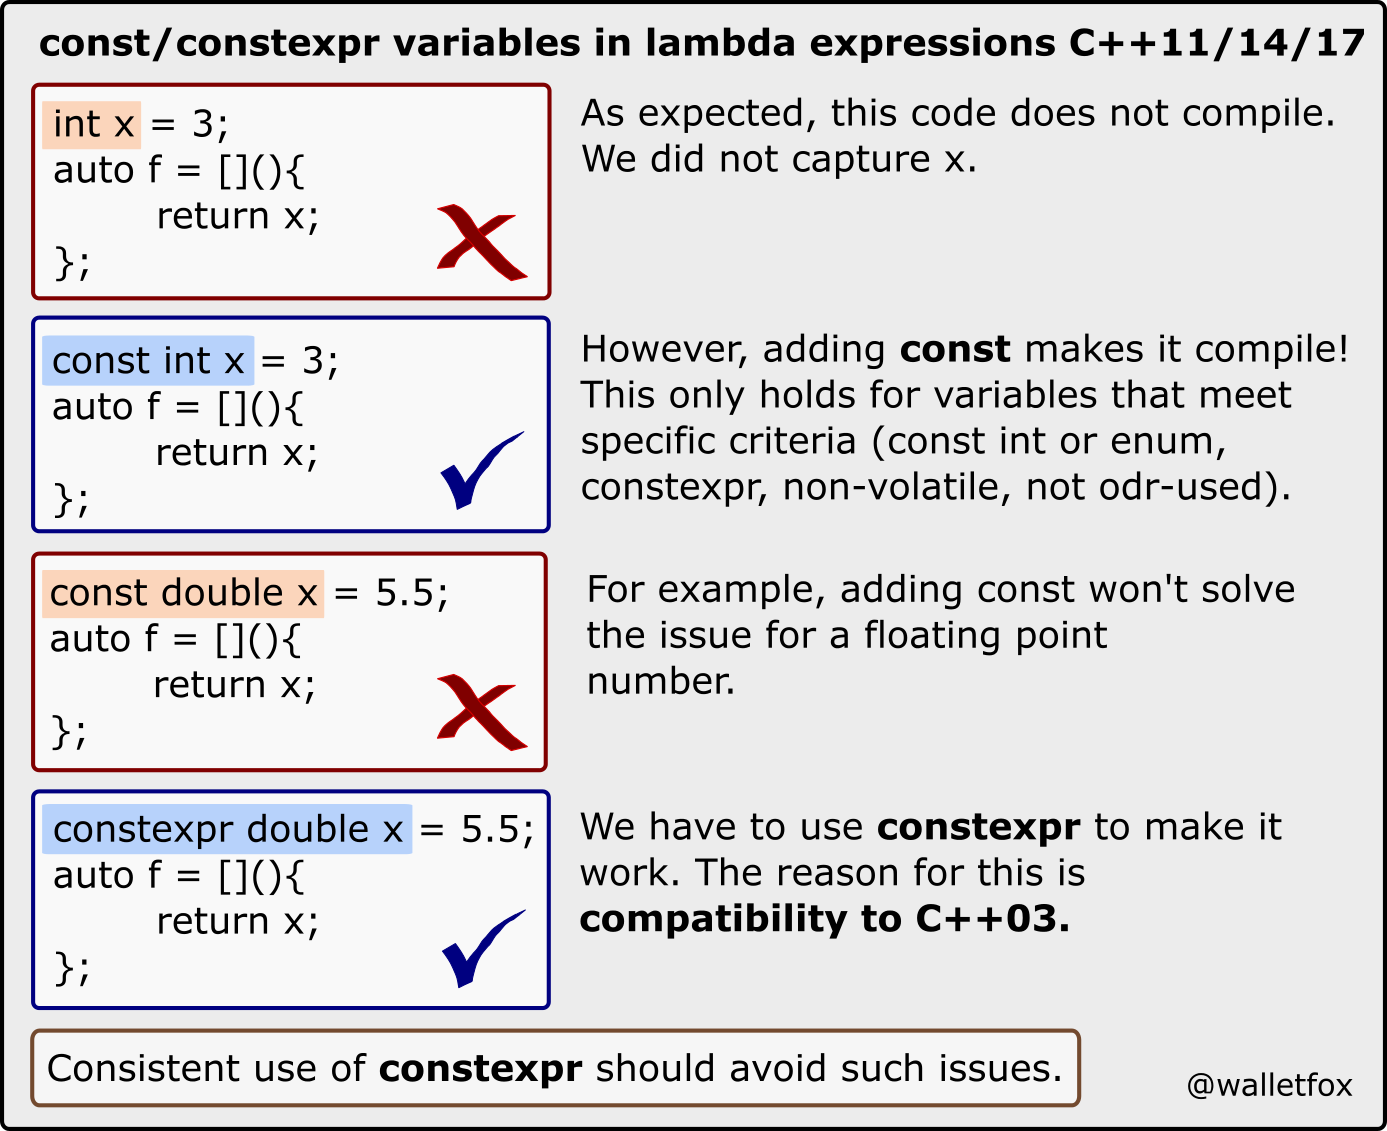 const/constexpr variables in lambda expressions C++11/14/17
int x = 3;
auto f = [](){
return x;
};
As expected, this code does not compile.
We did not capture x.
const int x = 3;
auto f = [](){
return x;
};
However, adding const makes it compile!
This only holds for variables that meet
specific criteria (const int or enum,
constexpr, non-volatile, not odr-used).
const double x = 5.5;
auto f = [](){
return x;
};
For example, adding const won't solve
the issue for a floating point
number.
constexpr double x = 5.5;
auto f = [](){
return x;
};
We have to use constexpr to make it
work. The reason for this is
compatibility to C++03.
Consistent use of constexpr should avoid such issues.
@walletfox